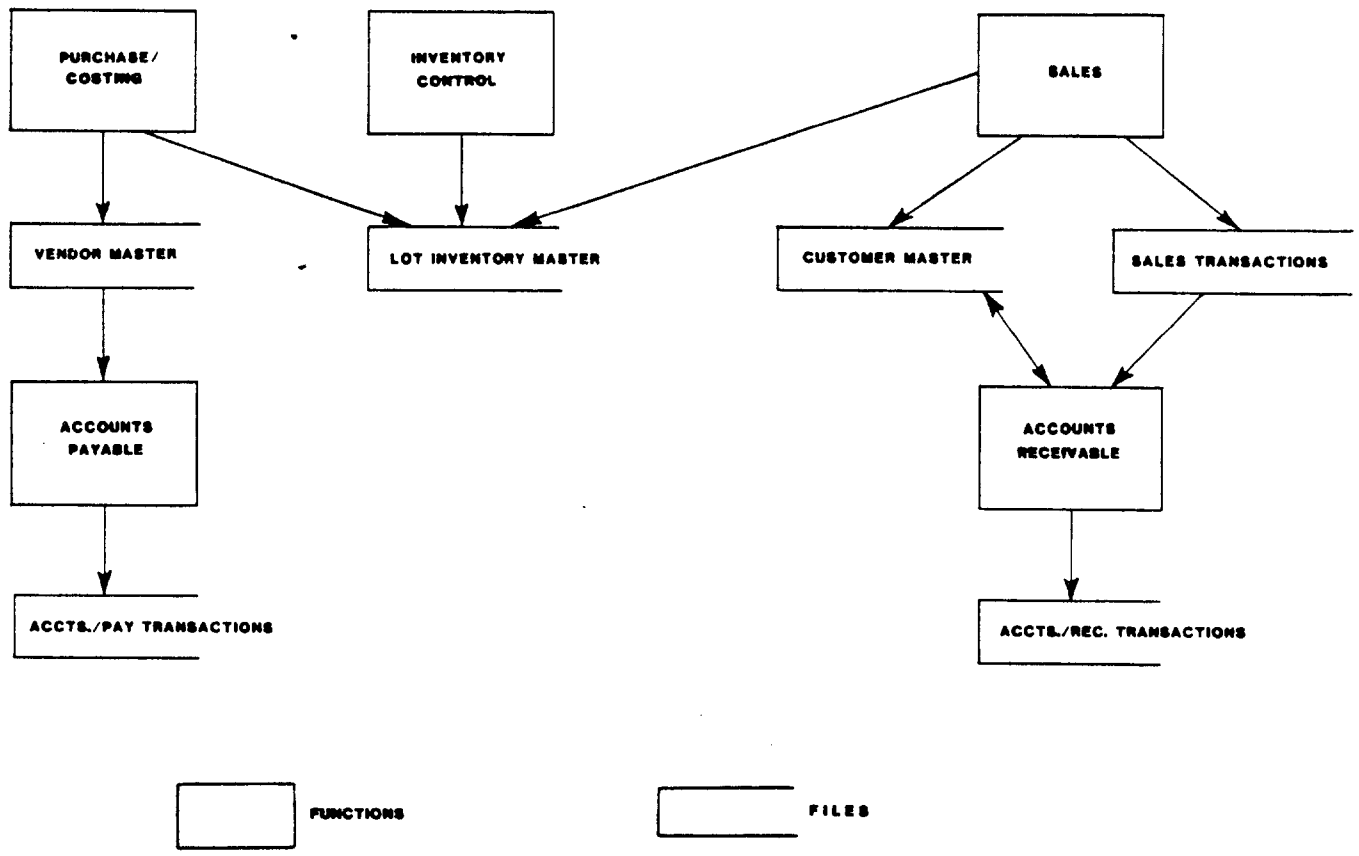 PURCHASE/
COSTING
INVENTORY
CONTROL
SALES
VENDOR MASTER
LOT INVENTORY MASTER
CUSTOMER MASTER
SALES TRANSACTIONS
ACCOUNTS
PAYABLE
ACCOUNTS
RECEIVABLE
ACCTS./PAY TRANSACTIONS
ACCTS./REC. TRANSACTIONS
FUNCTIONS
FILES